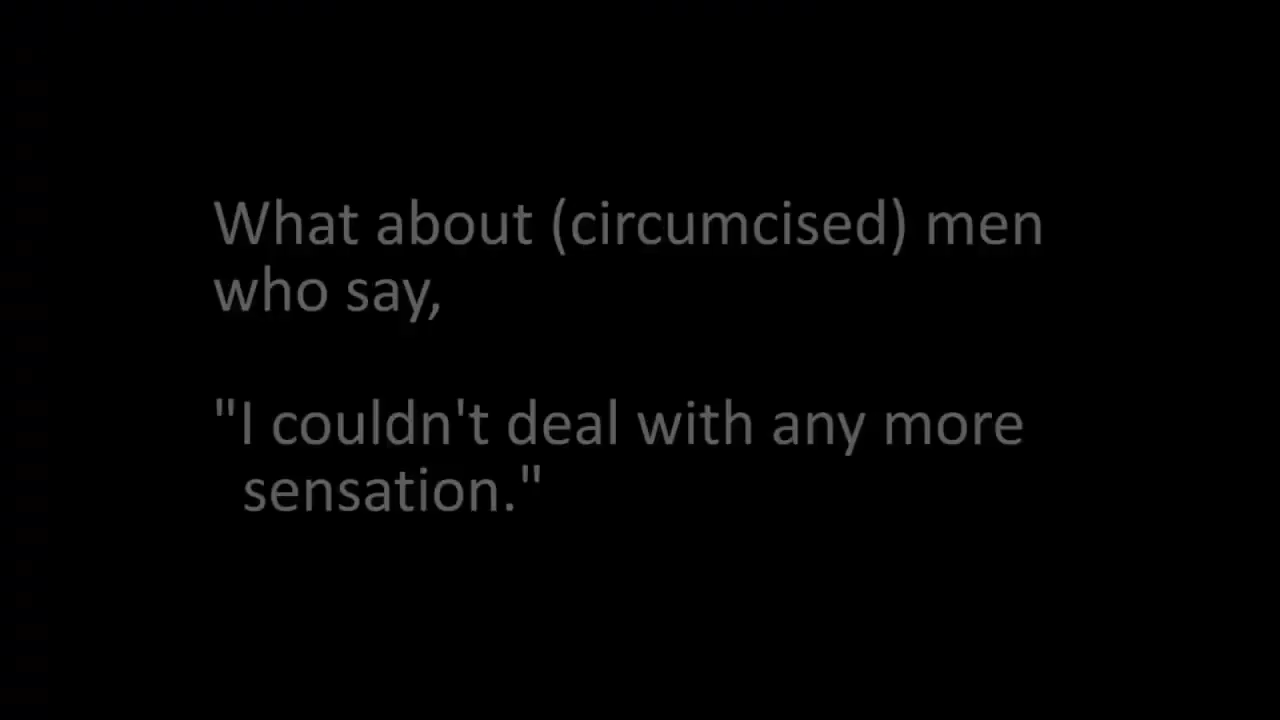 What about (circumcised) men
who say,
"I couldn't deal with any more
sensation."